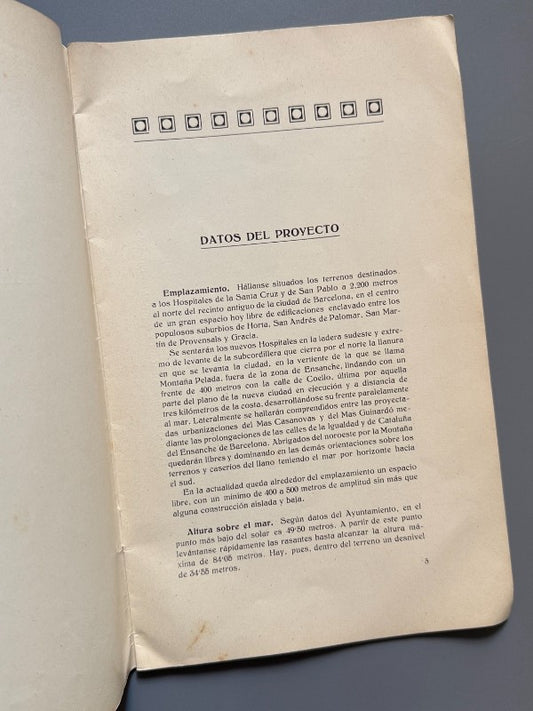 DATOS DEL PROYECTO
Emplazamiento. Hállanse situados los terrenos destinados
a los Hospitales de la Santa Cruz y de San Pablo a 2.200 metros
al norte del recinto antiguo de la ciudad de Barcelona, en el centro
de un gran espacio hoy libre de edificaciones enclavado entre los
populosos suburbios de Horta, San Andrés de Palomar, San Mar-
tín de Provensals y Gracia.
Se sentarán los nuevos Hospitales en la ladera sudeste y extre-
mo de levante de la subcordillera que cierra por el norte la llanura
en que se levanta la ciudad, en la vertiente de la que se llama
Montaña Pelada, fuera de la zona de Ensanche, lindando con un
frente de 400 metros con la calle de Coello, última por aquella
parte del plano de la nueva ciudad en ejecución y a distancia de
tres kilómetros de la costa, desarrollándose su frente paralelamente
al mar. Lateralmente se hallarán comprendidos entre las proyecta-
das urbanizaciones del Mas Casanovas y del Mas Guinardó me-
diante las prolongaciones de las calles de la Igualdad y de Cataluña
del Ensanche de Barcelona. Abrigados del noroeste por la Montaña
quedarán libres y dominando en las demás orientaciones sobre los
terrenos y caseríos del llano teniendo el mar por horizonte hacia
el sud.
En la actualidad queda alrededor del emplazamiento un espacio
libre, con un mínimo de 400 a 500 metros de amplitud sin más que
alguna construcción aislada y baja.
Altura sobre el mar. Según datos del Ayuntamiento, en el
punto más bajo del solar es 49'50 metros. A partir de este punto
levántanse rápidamente las rasantes hasta alcanzar la altura má-
xima de 84'05 metros. Hay, pues, dentro del terreno un desnivel
de 34'55 metros.
3